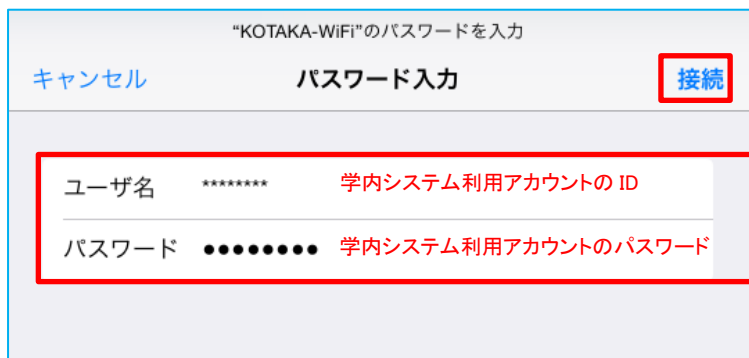 “KOTAKA-WiFi”のパスワードを入力
キャンセル パスワード入力 接続
ユーザ名 ******** 学内システム利用アカウントの ID
パスワード ●●●●●●●● 学内システム利用アカウントのパスワード